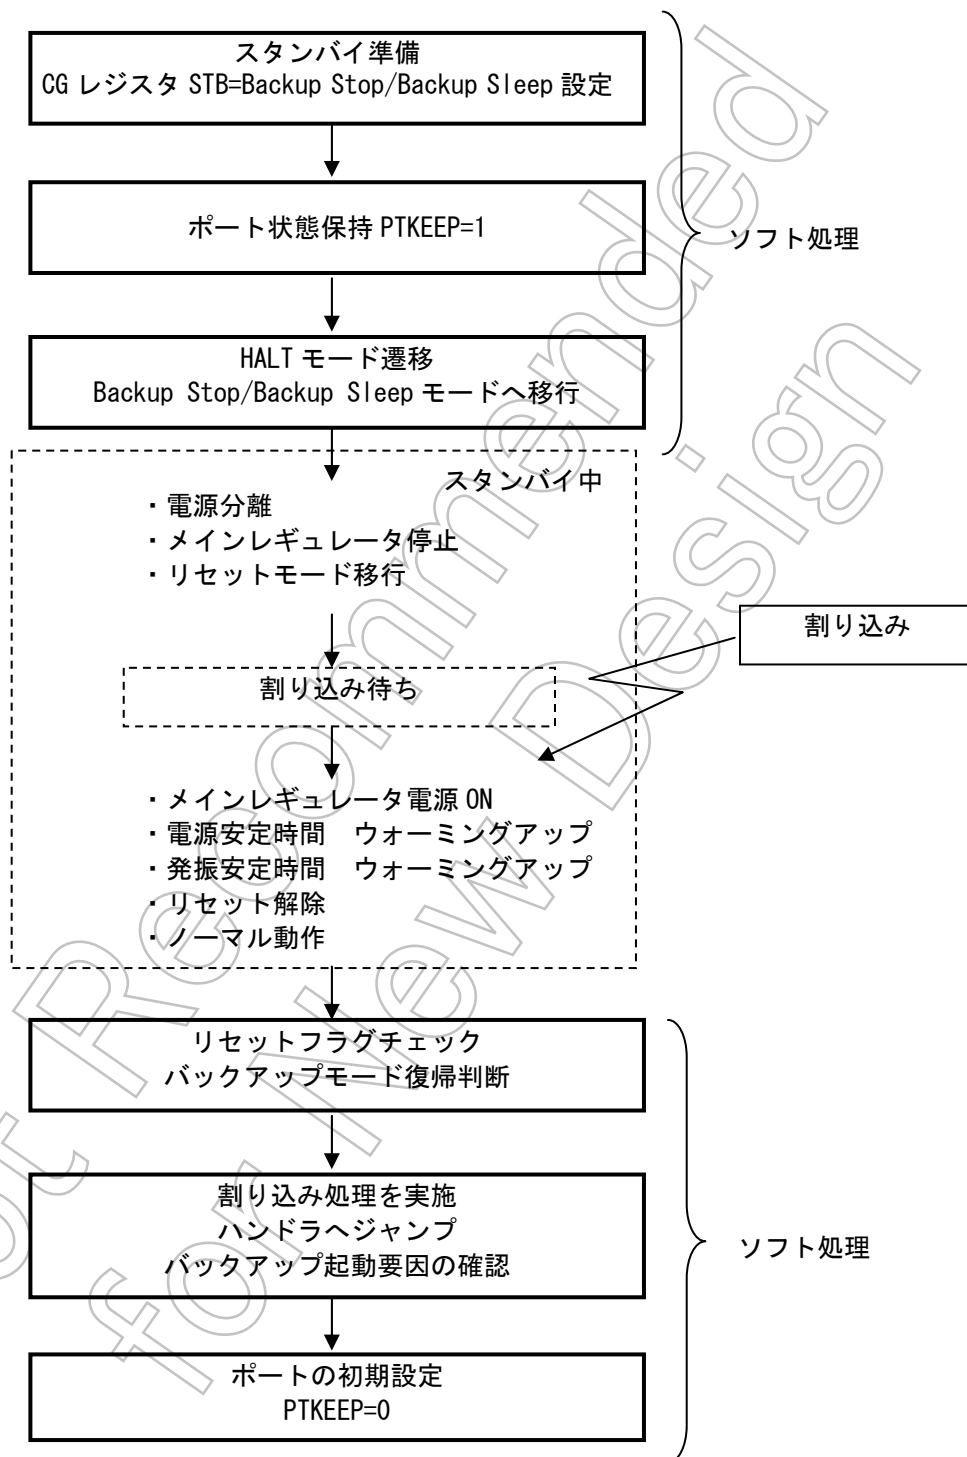 スタンバイ準備
CG レジスタ STB=Backup Stop/Backup Sleep 設定
ポート状態保持 PTKEEP=1
ソフト処理
HALT モード遷移
Backup Stop/Backup Sleep モードへ移行
スタンバイ中
・電源分離
・メインレギュレータ停止
・リセットモード移行
割り込み
割り込み待ち
・メインレギュレータ電源 ON
・電源安定時間　ウォーミングアップ
・発振安定時間　ウォーミングアップ
・リセット解除
・ノーマル動作
リセットフラグチェック
バックアップモード復帰判断
割り込み処理を実施
ハンドラへジャンプ
バックアップ起動要因の確認
ソフト処理
ポートの初期設定
PTKEEP=0
ot Recommended
for New Design